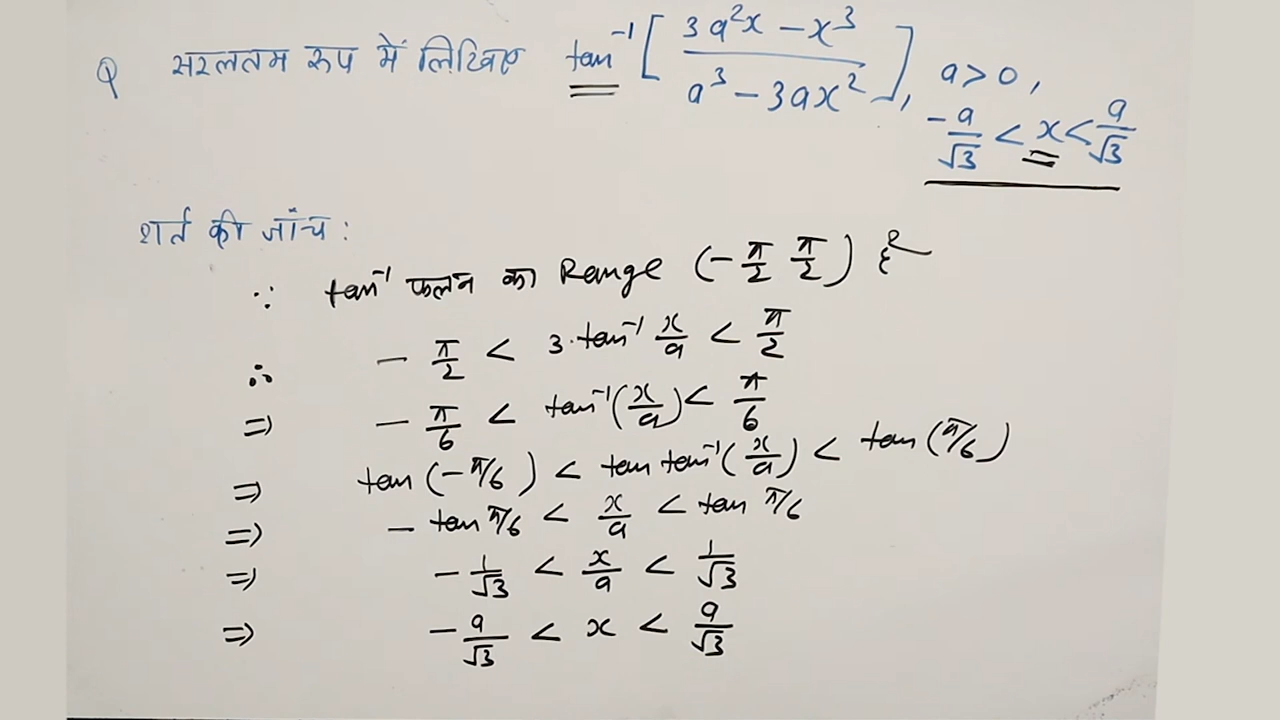 Q सरलतम रूप में लिखिए tan⁻¹ [ (3a²x - x³) / (a³ - 3ax²) ], a > 0,
-a/√3 < x < a/√3
शर्त की जांच :
∵ tan⁻¹ फलन का Range (-π/2 π/2) है
∴ - π/2 < 3·tan⁻¹ x/a < π/2
⇒ - π/6 < tan⁻¹(x/a) < π/6
⇒ tan(-π/6) < tan tan⁻¹(x/a) < tan(π/6)
⇒ - tan π/6 < x/a < tan π/6
⇒ - 1/√3 < x/a < 1/√3
⇒ - a/√3 < x < a/√3